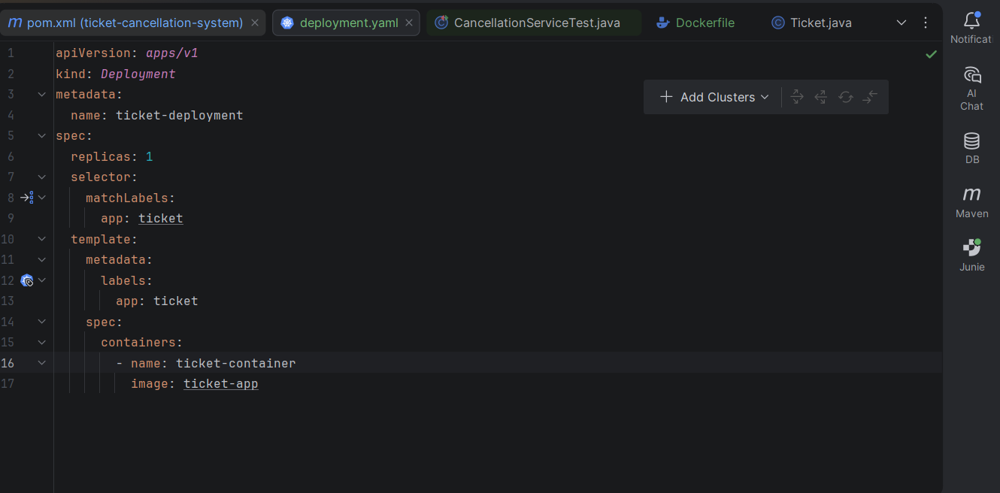 m pom.xml (ticket-cancellation-system) deployment.yaml CancellationServiceTest.java Dockerfile Ticket.java
1 apiVersion: apps/v1
2 kind: Deployment
3 metadata:
4 name: ticket-deployment
5 spec:
6 replicas: 1
7 selector:
8 matchLabels:
9 app: ticket
10 template:
11 metadata:
12 labels:
13 app: ticket
14 spec:
15 containers:
16 - name: ticket-container
17 image: ticket-app
Add Clusters
Notificati
AI
Chat
DB
m
Maven
Junie